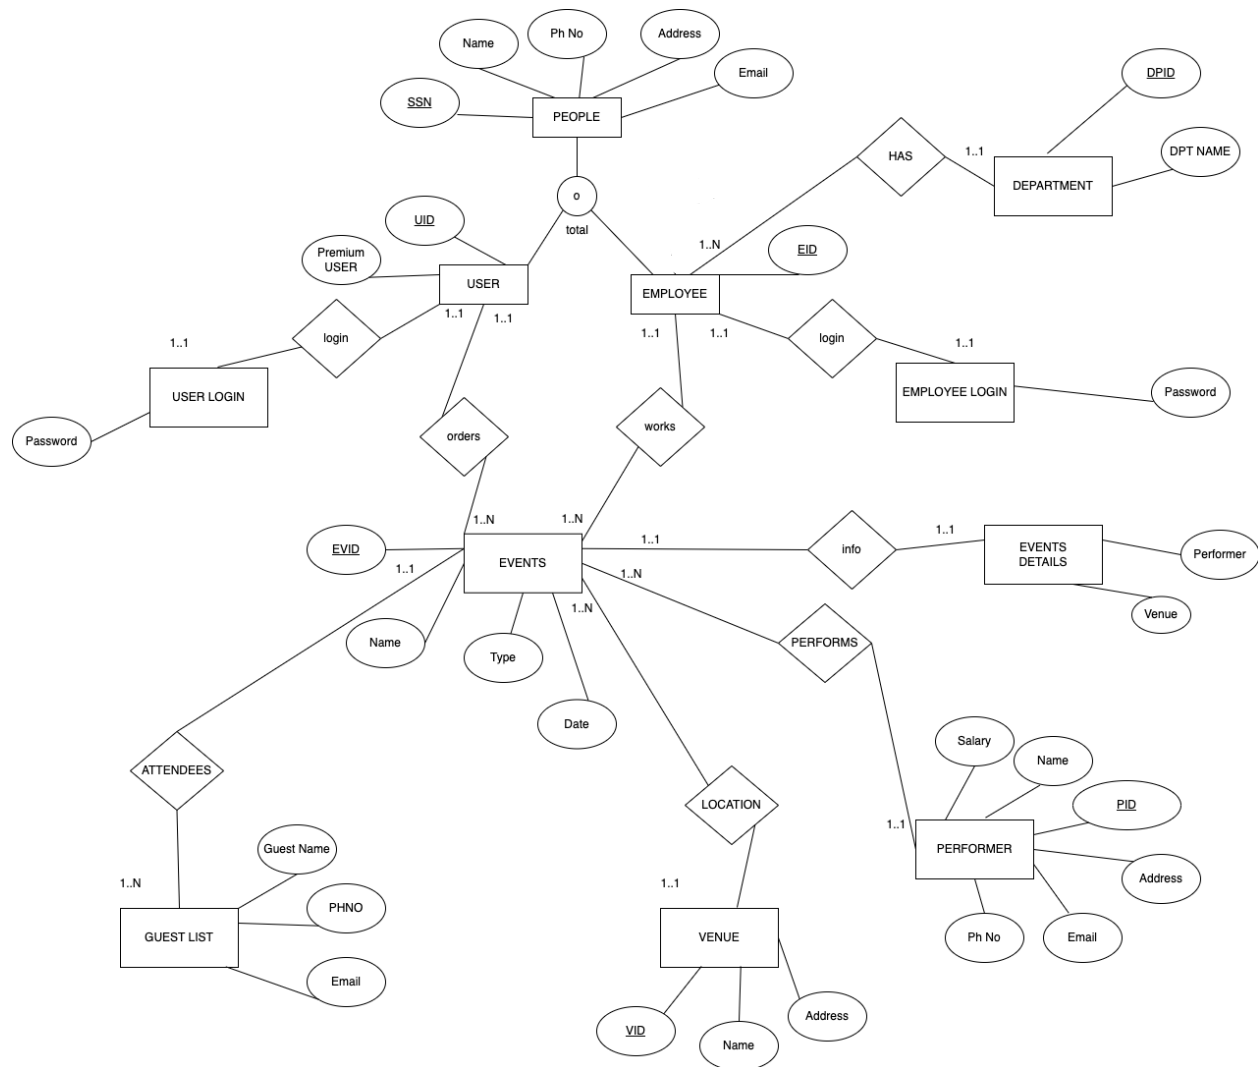 Ph No
Address
Name
Email
DPID
SSN
PEOPLE
DPT NAME
HAS
1..1
DEPARTMENT
o
total
UID
1..N
EID
Premium
USER
USER
EMPLOYEE
1..1
1..1
1..1
1..1
login
login
1..1
1..1
USER LOGIN
EMPLOYEE LOGIN
Password
Password
orders
works
1..N
1..N
EVID
1..1
1..1
info
1..1
EVENTS
DETAILS
Performer
EVENTS
1..N
1..N
Venue
Name
Type
PERFORMS
Date
Salary
Name
ATTENDEES
LOCATION
PID
1..1
Guest Name
PERFORMER
Address
1..N
1..1
PHNO
GUEST LIST
VENUE
Ph No
Email
Email
Address
VID
Name